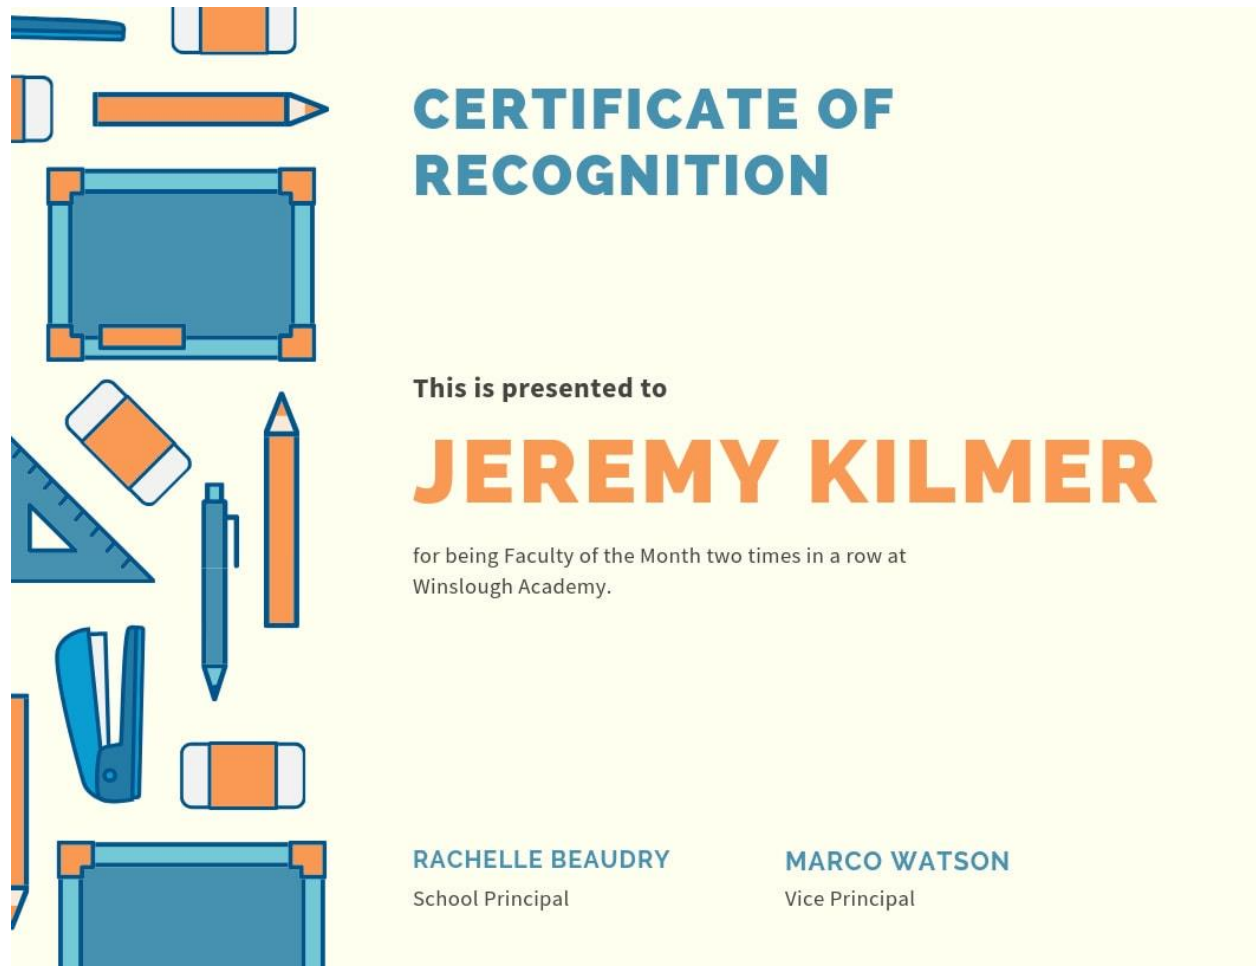 CERTIFICATE OF
RECOGNITION
This is presented to
JEREMY KILMER
for being Faculty of the Month two times in a row at
Winslough Academy.
RACHELLE BEAUDRY
School Principal
MARCO WATSON
Vice Principal